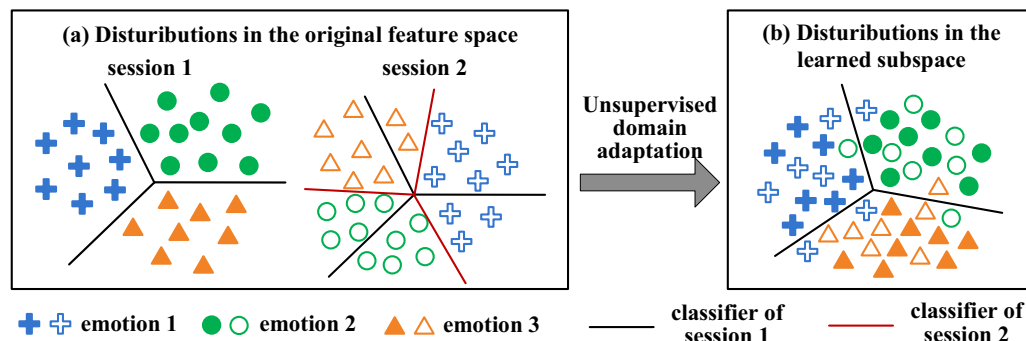 (a) Distuributions in the original feature space
session 1
session 2
Unsupervised
domain
adaptation
(b) Distuributions in the
learned subspace
emotion 1
emotion 2
emotion 3
classifier of
session 1
classifier of
session 2